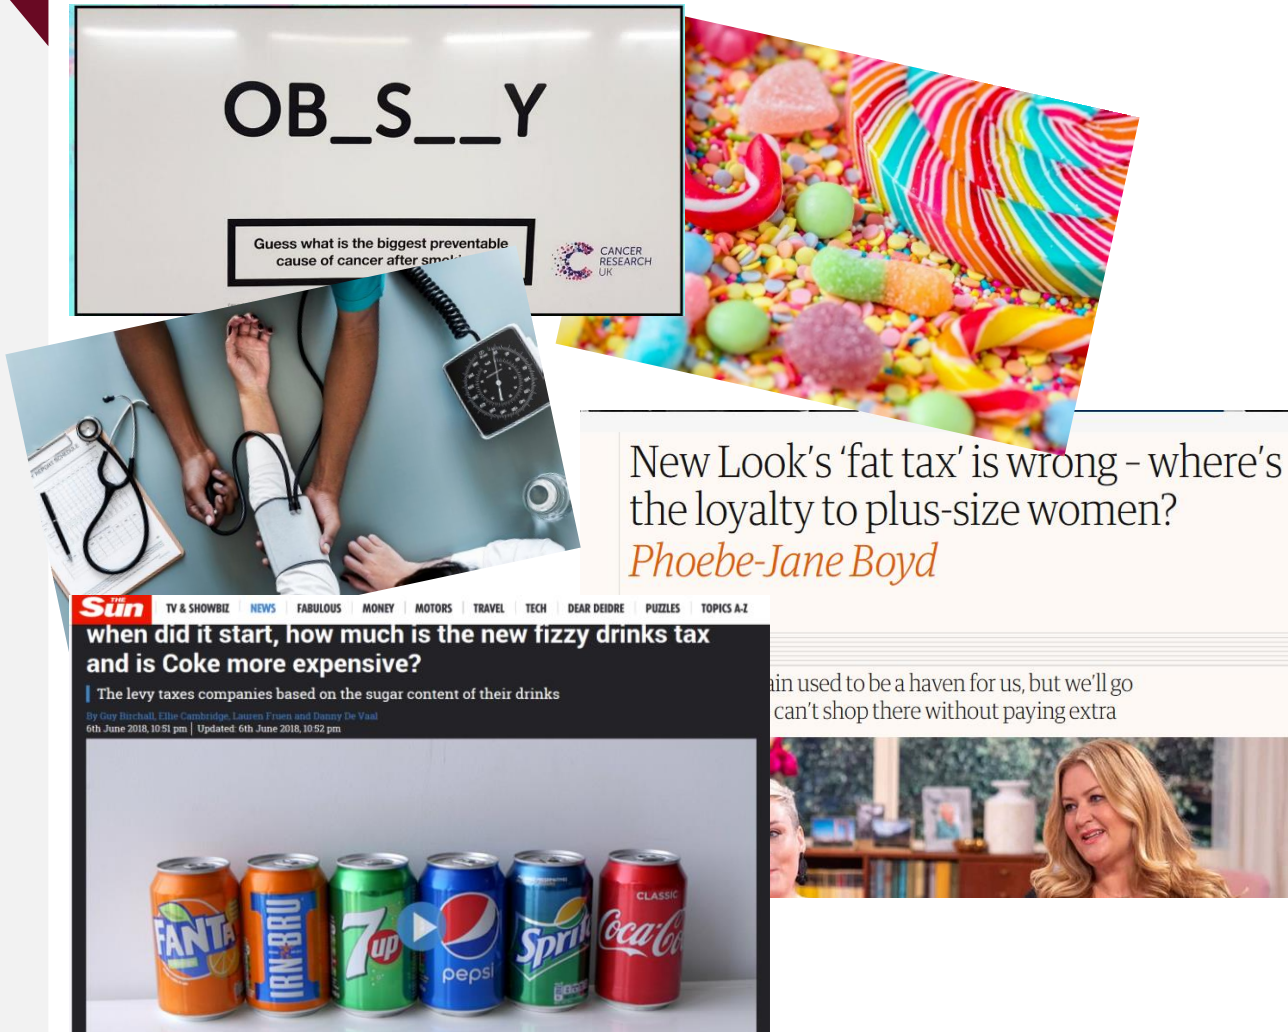 OB_S__Y
Guess what is the biggest preventable
cause of cancer after
CANCER
RESEARCH
UK
New Look's 'fat tax' is wrong – where's
the loyalty to plus-size women?
Phoebe-Jane Boyd
THE
Sun
TV & SHOWBIZ NEWS FABULOUS MONEY MOTORS TRAVEL TECH DEAR DEIDRE PUZZLES TOPICS A-Z
when did it start, how much is the new fizzy drinks tax
and is Coke more expensive?
The levy taxes companies based on the sugar content of their drinks
By Guy Birchall, Ellie Cambridge, Lauren Fruen and Danny De Vaal
6th June 2018, 10:51 pm | Updated: 6th June 2018, 10:52 pm
used to be a haven for us, but we'll go
can't shop there without paying extra
FANTA
IRN-BRU
7up
pepsi
Sprite
CLASSIC
Coca-Cola